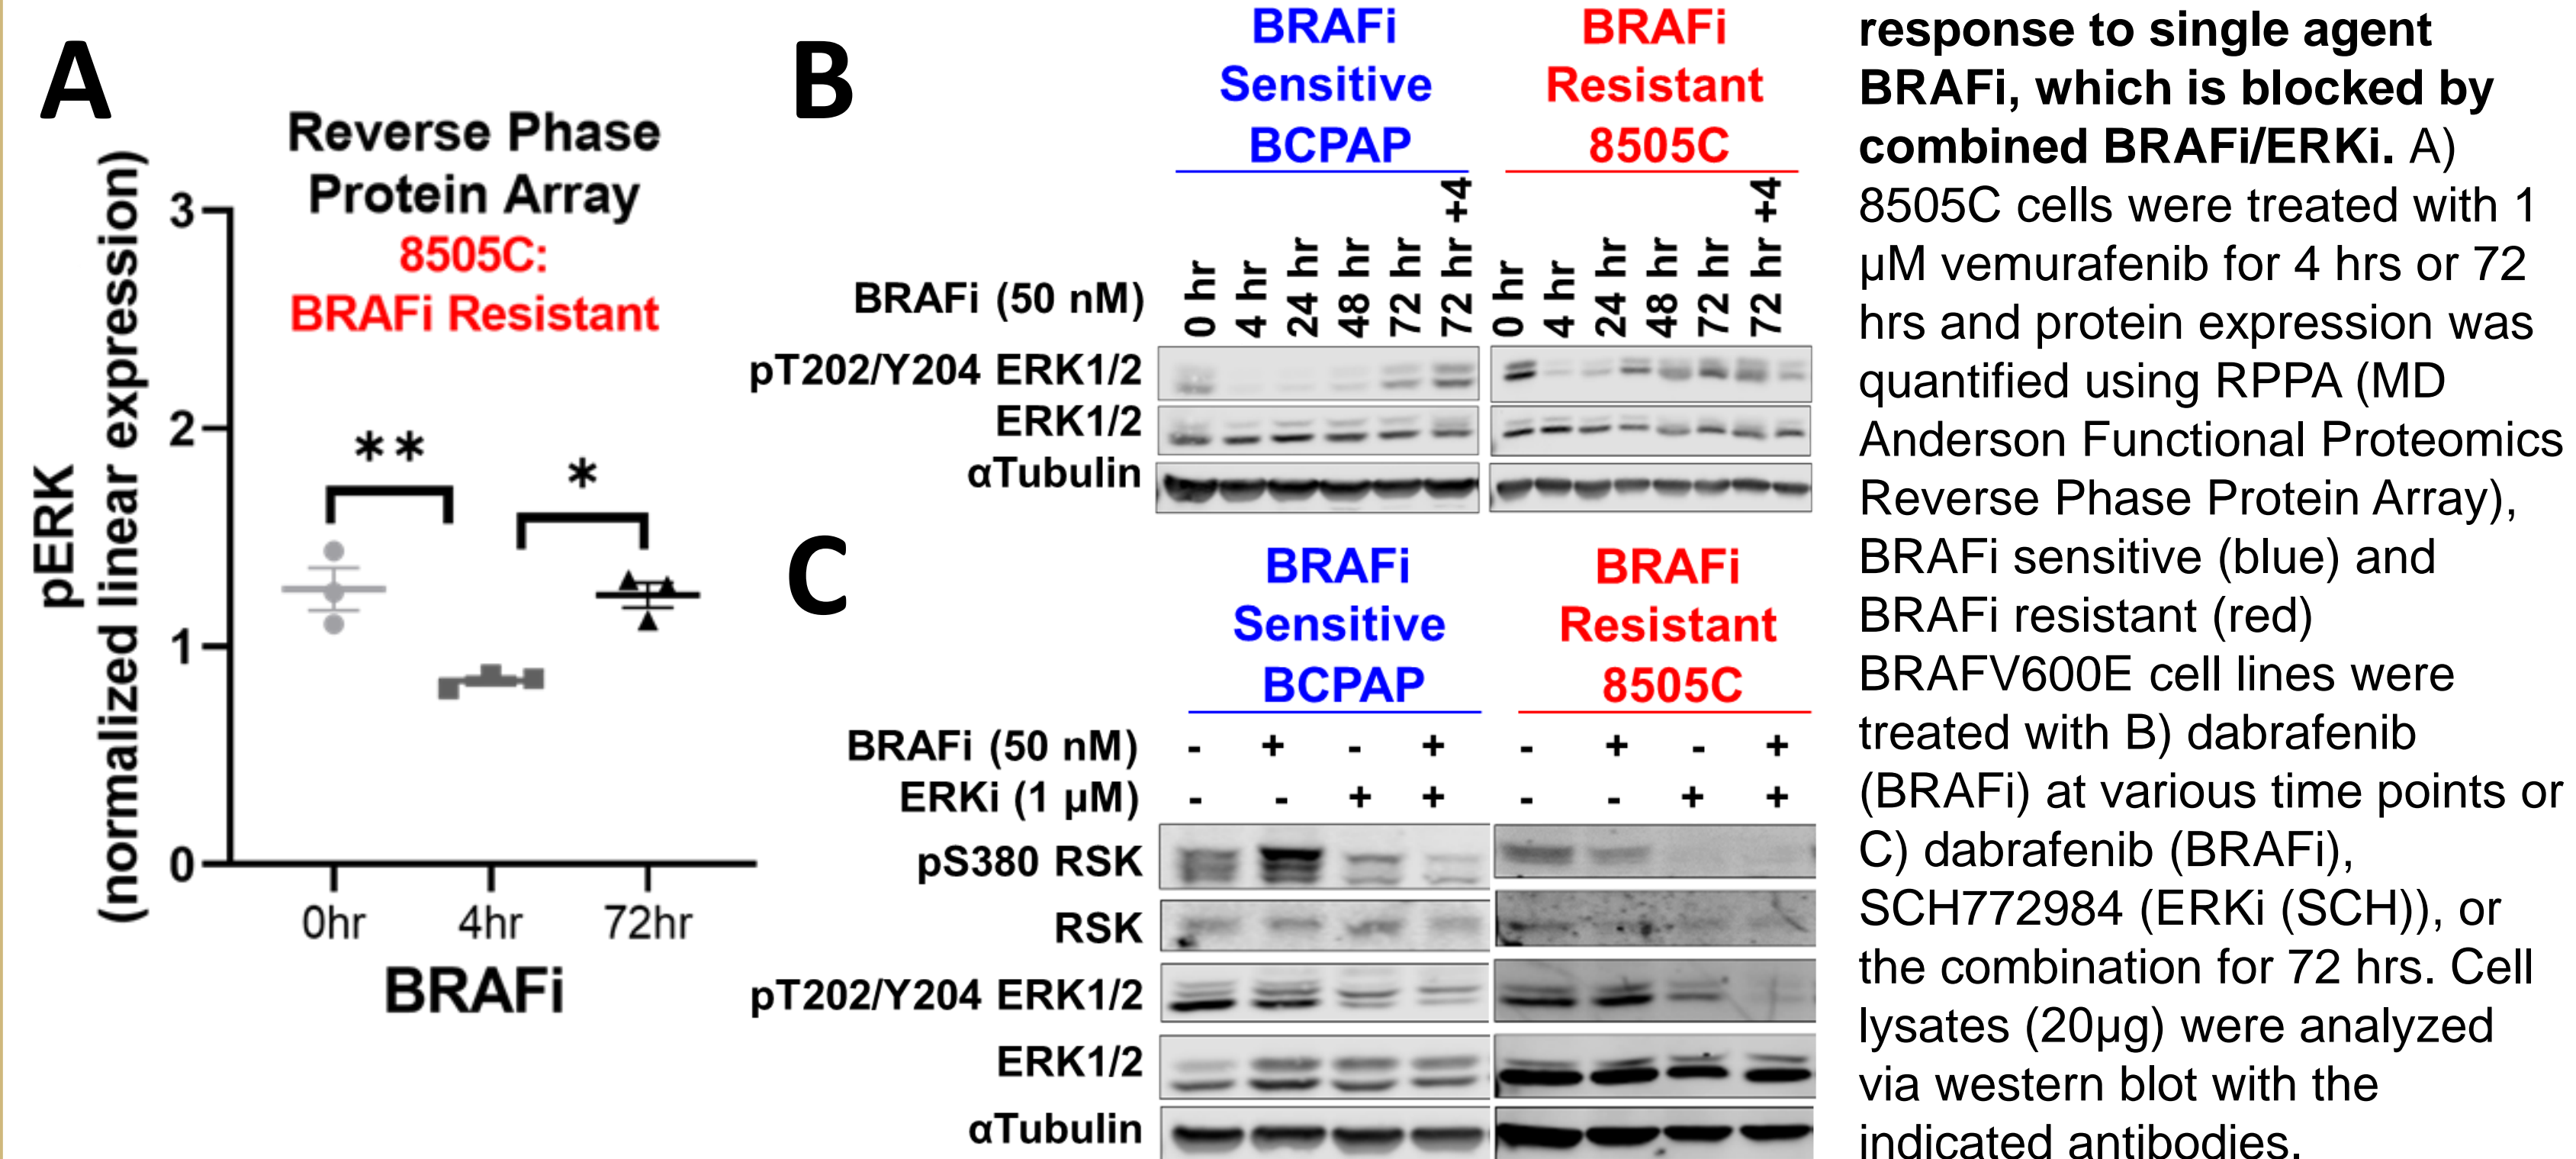 A
Reverse Phase
Protein Array
8505C:
BRAFi Resistant
pERK
(normalized linear expression)
3
2
1
0
**
*
0hr 4hr 72hr
BRAFi
B
BRAFi
Sensitive
BCPAP
BRAFi
Resistant
8505C
BRAFi (50 nM)
0 hr
4 hr
24 hr
48 hr
72 hr
72 hr +4
0 hr
4 hr
24 hr
48 hr
72 hr
72 hr +4
pT202/Y204 ERK1/2
ERK1/2
αTubulin
C
BRAFi
Sensitive
BCPAP
BRAFi
Resistant
8505C
BRAFi (50 nM) - + - + - + - +
ERKi (1 µM) - - + + - - + +
pS380 RSK
RSK
pT202/Y204 ERK1/2
ERK1/2
αTubulin
response to single agent
BRAFi, which is blocked by
combined BRAFi/ERKi. A)
8505C cells were treated with 1
µM vemurafenib for 4 hrs or 72
hrs and protein expression was
quantified using RPPA (MD
Anderson Functional Proteomics
Reverse Phase Protein Array),
BRAFi sensitive (blue) and
BRAFi resistant (red)
BRAFV600E cell lines were
treated with B) dabrafenib
(BRAFi) at various time points or
C) dabrafenib (BRAFi),
SCH772984 (ERKi (SCH)), or
the combination for 72 hrs. Cell
lysates (20µg) were analyzed
via western blot with the
indicated antibodies.